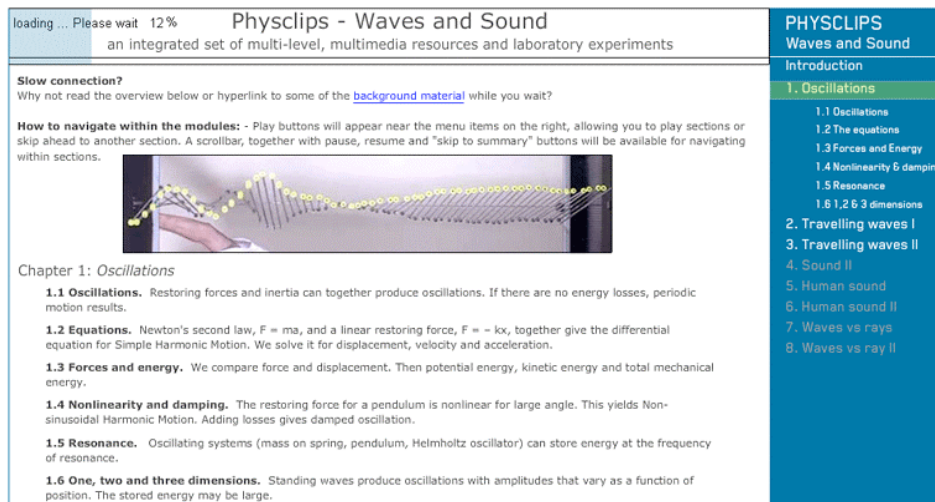 loading ... Please wait 12 %
Physclips - Waves and Sound
an integrated set of multi-level, multimedia resources and laboratory experiments
Slow connection?
Why not read the overview below or hyperlink to some of the background material while you wait?
How to navigate within the modules: - Play buttons will appear near the menu items on the right, allowing you to play sections or
skip ahead to another section. A scrollbar, together with pause, resume and "skip to summary" buttons will be available for navigating
within sections.
Chapter 1: Oscillations
1.1 Oscillations. Restoring forces and inertia can together produce oscillations. If there are no energy losses, periodic
motion results.
1.2 Equations. Newton's second law, F = ma, and a linear restoring force, F = – kx, together give the differential
equation for Simple Harmonic Motion. We solve it for displacement, velocity and acceleration.
1.3 Forces and energy. We compare force and displacement. Then potential energy, kinetic energy and total mechanical
energy.
1.4 Nonlinearity and damping. The restoring force for a pendulum is nonlinear for large angle. This yields Non-
sinusoidal Harmonic Motion. Adding losses gives damped oscillation.
1.5 Resonance. Oscillating systems (mass on spring, pendulum, Helmholtz oscillator) can store energy at the frequency
of resonance.
1.6 One, two and three dimensions. Standing waves produce oscillations with amplitudes that vary as a function of
position. The stored energy may be large.
PHYSCLIPS
Waves and Sound
Introduction
1. Oscillations
1.1 Oscillations
1.2 The equations
1.3 Forces and Energy
1.4 Nonlinearity & dampin
1.5 Resonance
1.6 1,2 & 3 dimensions
2. Travelling waves I
3. Travelling waves II
4. Sound II
5. Human sound
6. Human sound II
7. Waves vs rays
8. Waves vs ray II